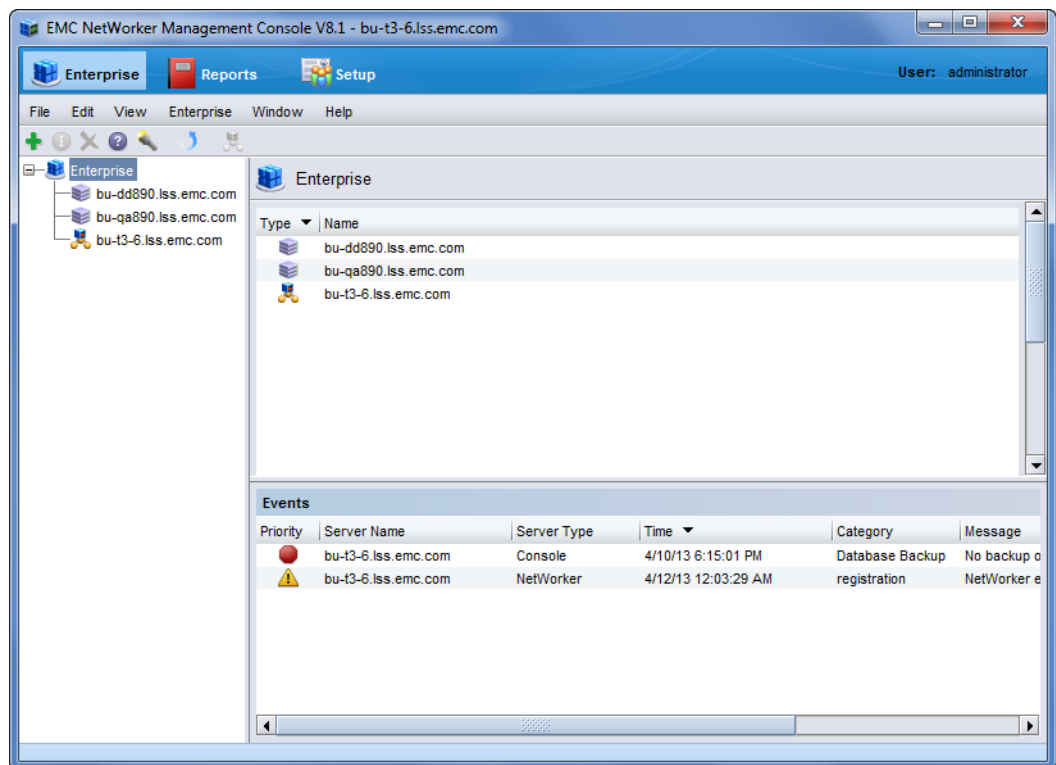 EMC NetWorker Management Console V8.1 - bu-t3-6.lss.emc.com
Enterprise Reports Setup User: administrator
File Edit View Enterprise Window Help
Enterprise
bu-dd890.lss.emc.com
bu-qa890.lss.emc.com
bu-t3-6.lss.emc.com
Enterprise
Type Name
bu-dd890.lss.emc.com
bu-qa890.lss.emc.com
bu-t3-6.lss.emc.com
Events
Priority Server Name Server Type Time Category Message
bu-t3-6.lss.emc.com Console 4/10/13 6:15:01 PM Database Backup No backup o
bu-t3-6.lss.emc.com NetWorker 4/12/13 12:03:29 AM registration NetWorker e